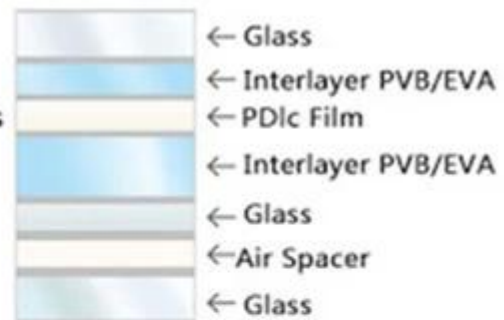 ← Glass
← Interlayer PVB/EVA
← PDlc Film
← Interlayer PVB/EVA
← Glass
←Air Spacer
← Glass